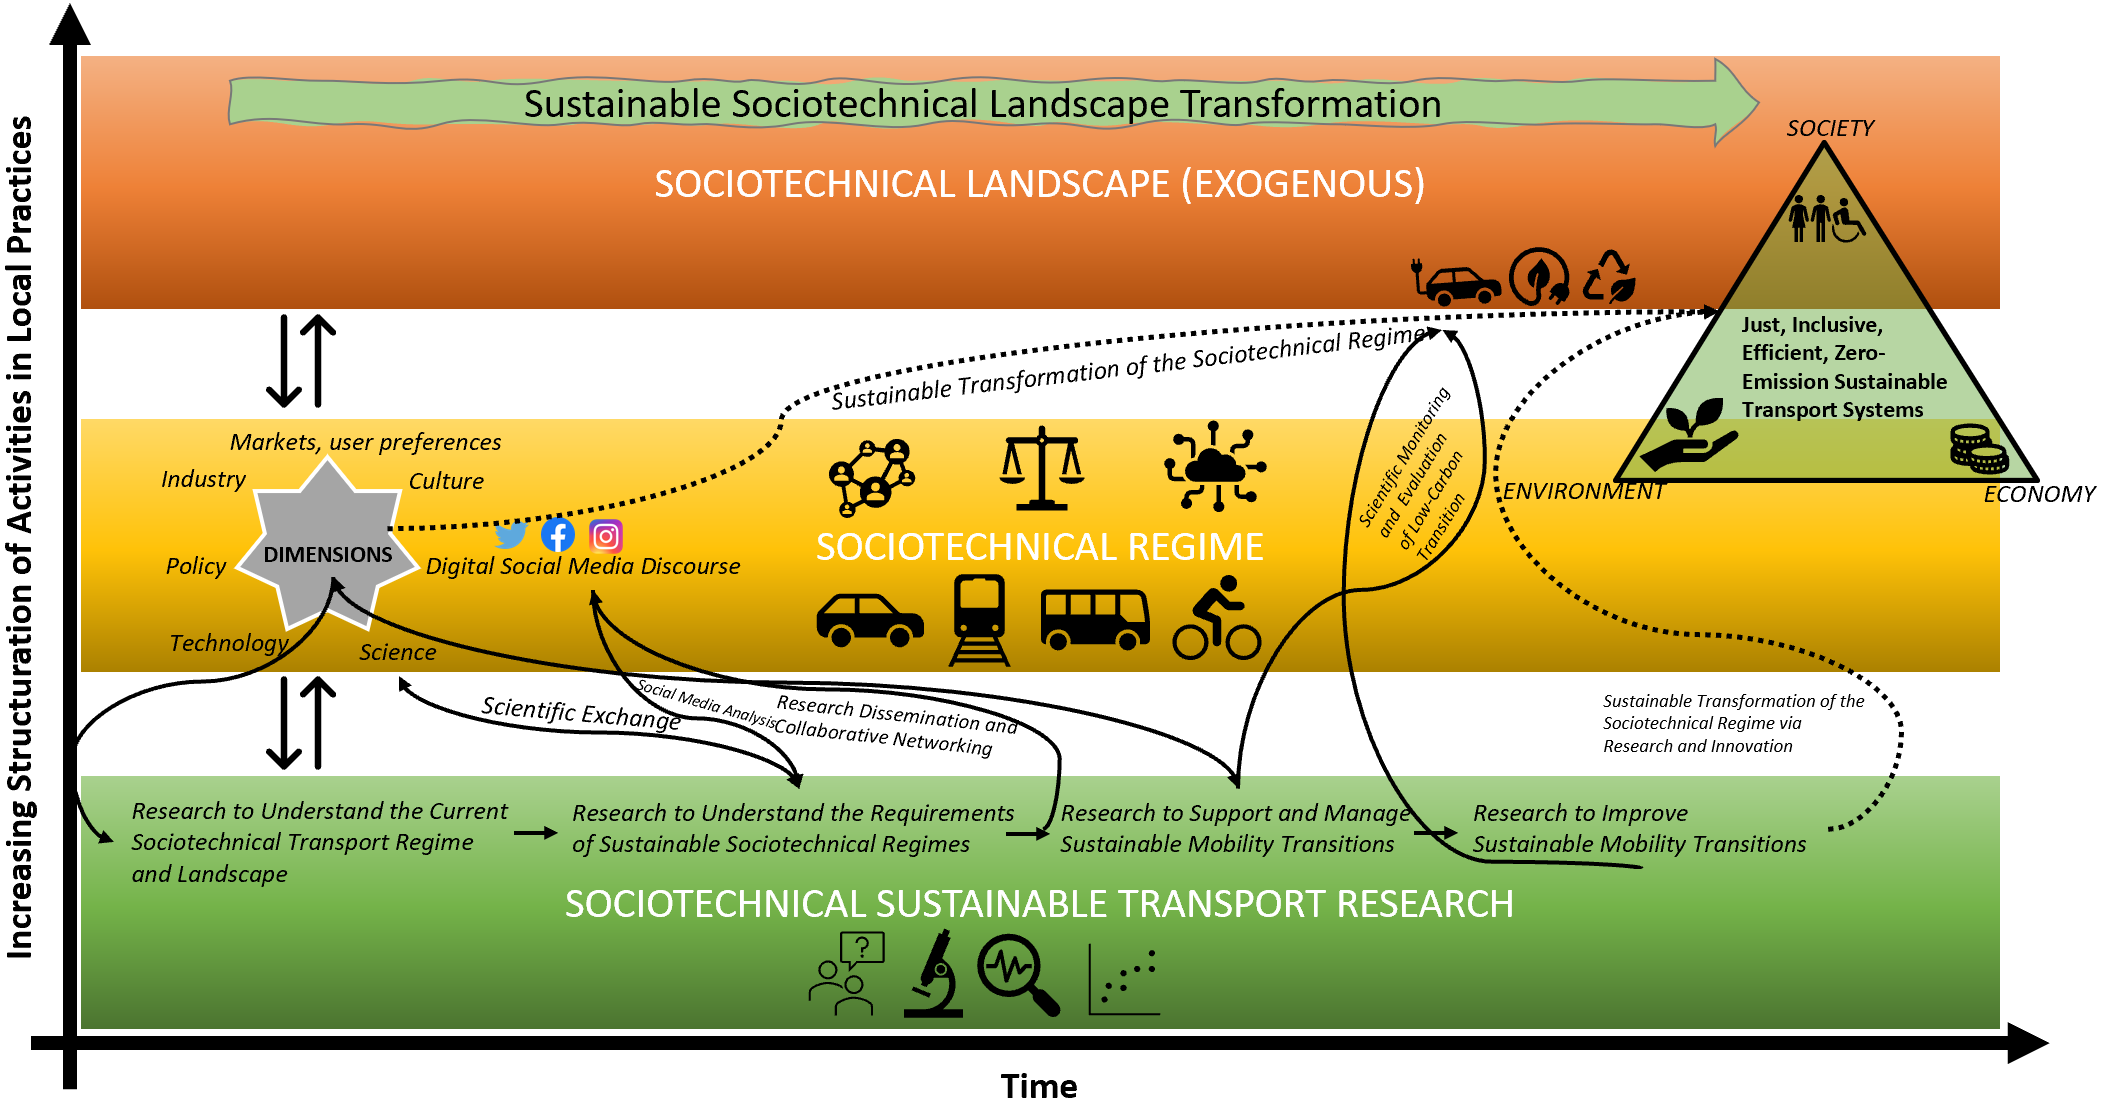 Increasing Structuration of Activities in Local Practices
Sustainable Sociotechnical Landscape Transformation
SOCIOTECHNICAL LANDSCAPE (EXOGENOUS)
SOCIETY
Just, Inclusive,
Efficient, Zero-
Emission Sustainable
Transport Systems
ENVIRONMENT
ECONOMY
Sustainable Transformation of the Sociotechnical Regime
Markets, user preferences
Industry
Culture
DIMENSIONS
Policy
Digital Social Media Discourse
Technology
Science
SOCIOTECHNICAL REGIME
Scientific Monitoring
and Evaluation
of Low-Carbon
Transition
Scientific Exchange
Social Media Analysis
Research Dissemination and
Collaborative Networking
Sustainable Transformation of the
Sociotechnical Regime via
Research and Innovation
Research to Understand the Current
Sociotechnical Transport Regime
and Landscape
Research to Understand the Requirements
of Sustainable Sociotechnical Regimes
Research to Support and Manage
Sustainable Mobility Transitions
Research to Improve
Sustainable Mobility Transitions
SOCIOTECHNICAL SUSTAINABLE TRANSPORT RESEARCH
?
Time